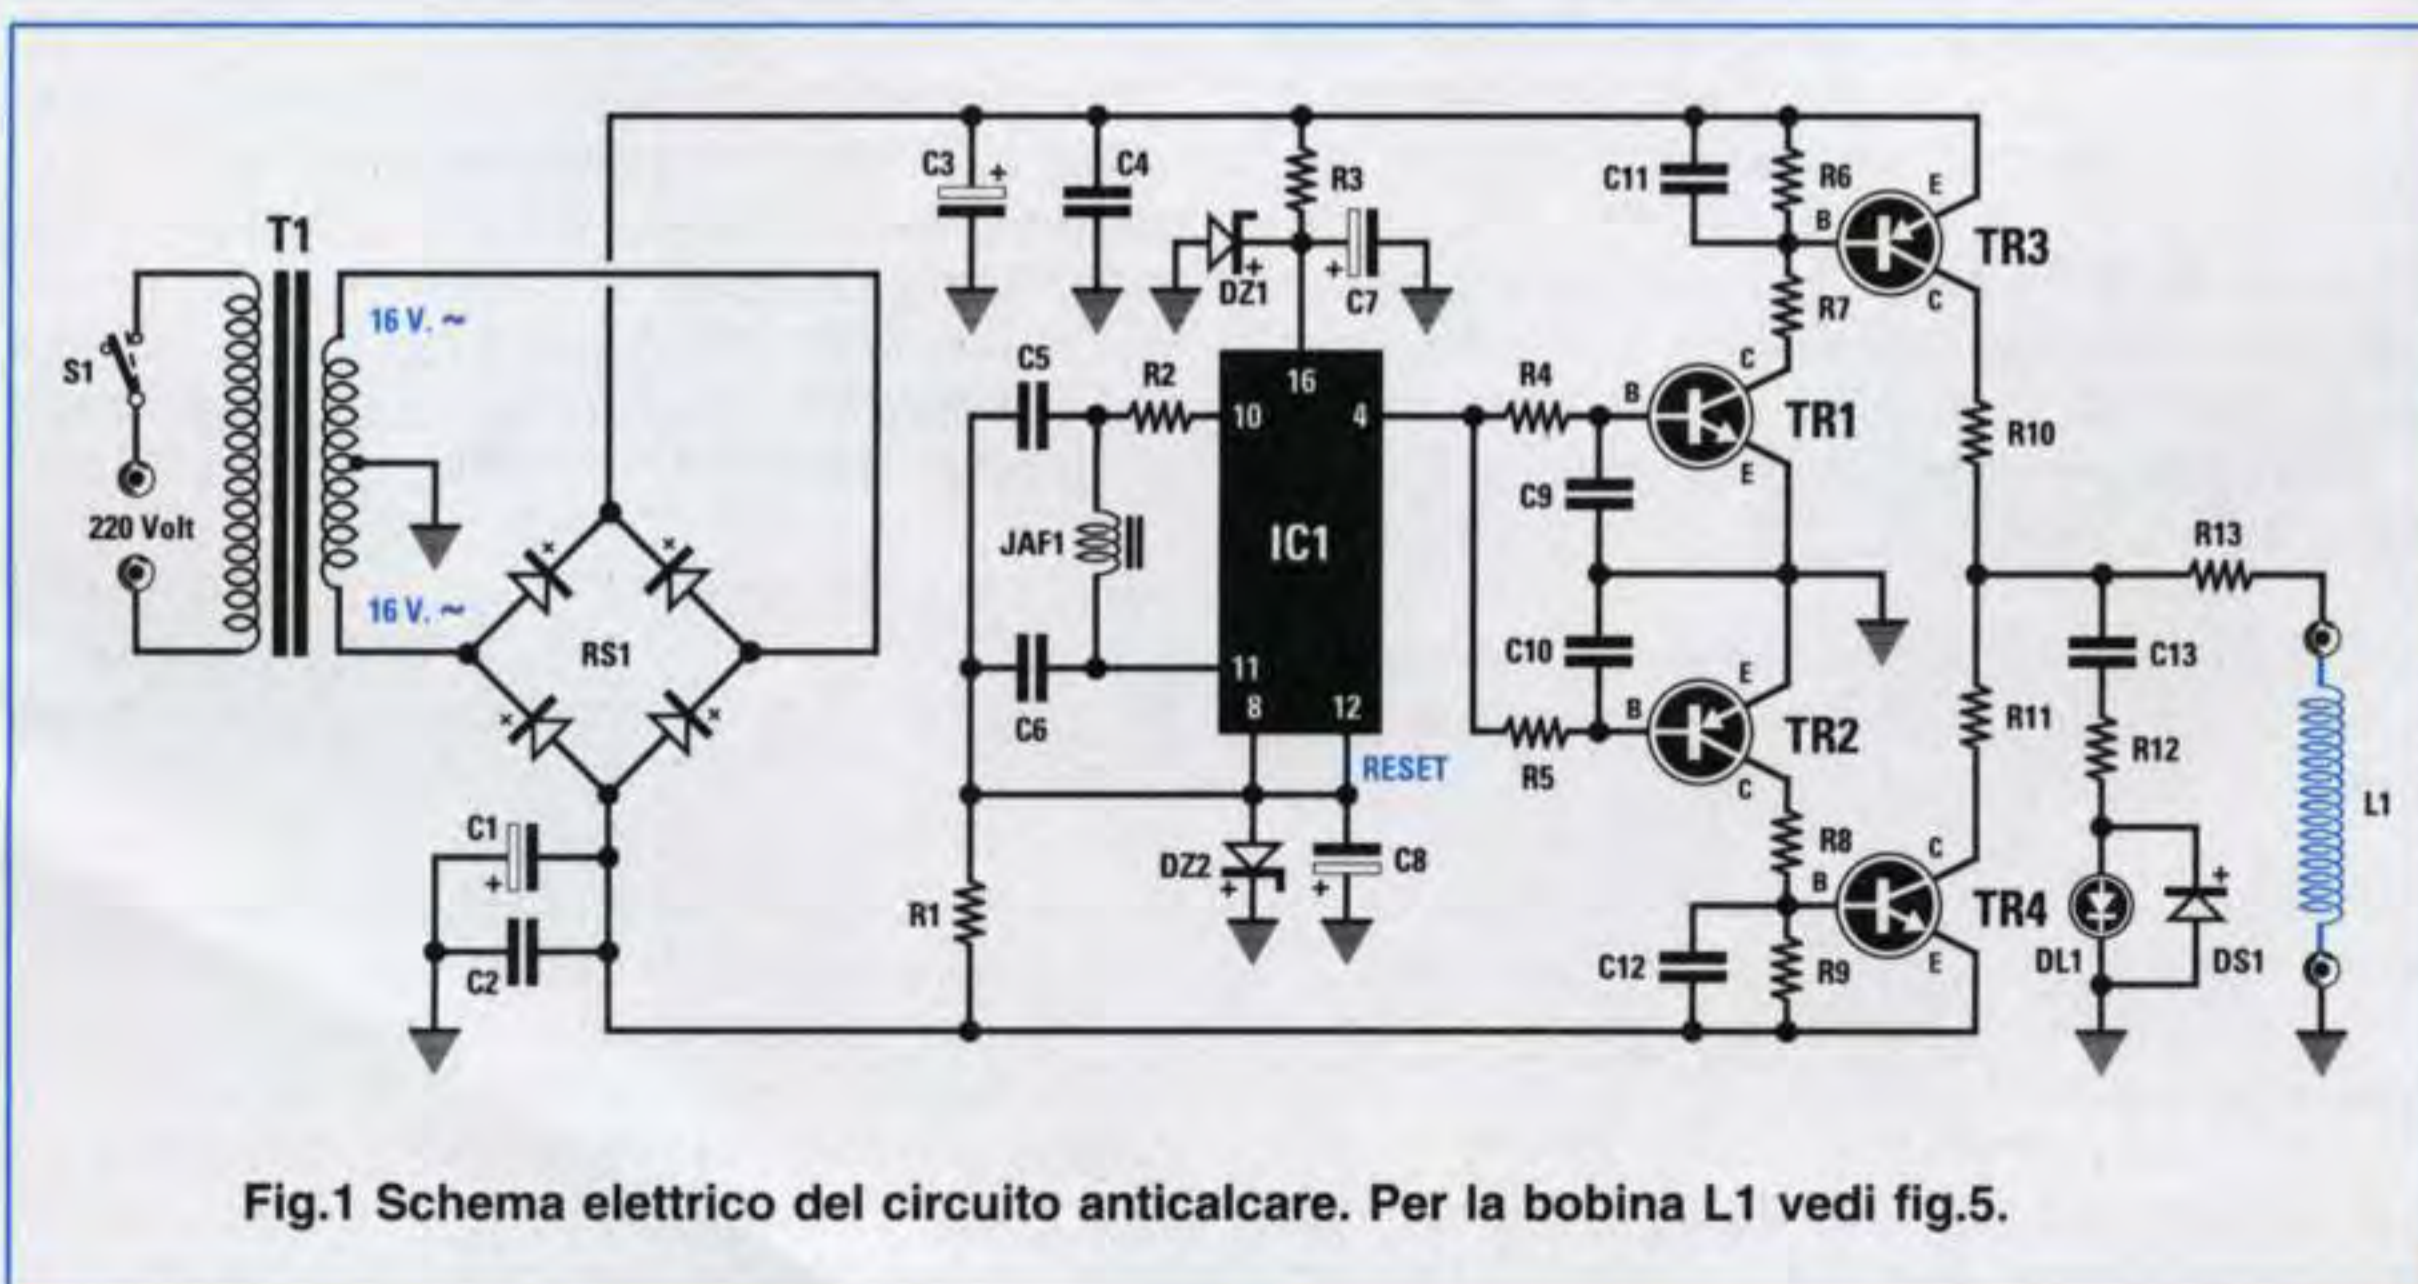 T1
S1
220 Volt
16 V. ~
16 V. ~
RS1
C1
+
C2
C3
+
C4
R3
DZ1
+
C7
+
C5
R2
JAF1
C6
R1
16
10
4
IC1
11
8
12
RESET
DZ2
+
C8
+
R4
C9
C10
R5
B
C
E
TR1
B
E
C
TR2
C11
R6
R7
B
E
C
TR3
R8
C12
R9
B
C
E
TR4
R10
R11
R13
C13
R12
DL1
DS1
+
L1
Fig.1 Schema elettrico del circuito anticalcare. Per la bobina L1 vedi fig.5.